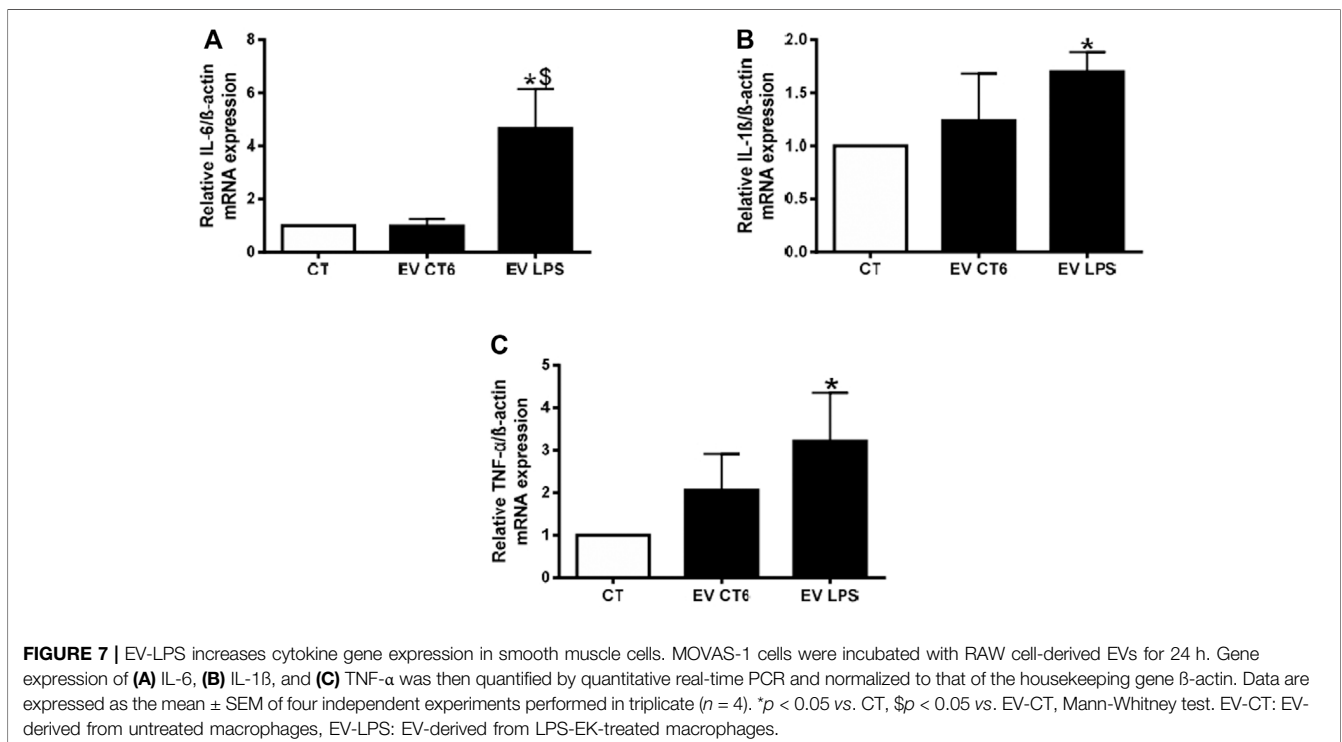 A
Relative IL-6/ß-actin
mRNA expression
8
6
4
2
0
*$
CT
EV CT6
EV LPS
B
Relative IL-1ß/ß-actin
mRNA expression
2.0
1.5
1.0
0.5
0.0
*
CT
EV CT6
EV LPS
C
Relative TNF-α/ß-actin
mRNA expression
5
4
3
2
1
0
*
CT
EV CT6
EV LPS
FIGURE 7 | EV-LPS increases cytokine gene expression in smooth muscle cells. MOVAS-1 cells were incubated with RAW cell-derived EVs for 24 h. Gene
expression of (A) IL-6, (B) IL-1ß, and (C) TNF-α was then quantified by quantitative real-time PCR and normalized to that of the housekeeping gene ß-actin. Data are
expressed as the mean ± SEM of four independent experiments performed in triplicate (n = 4). *p < 0.05 vs. CT, $p < 0.05 vs. EV-CT, Mann-Whitney test. EV-CT: EV-
derived from untreated macrophages, EV-LPS: EV-derived from LPS-EK-treated macrophages.